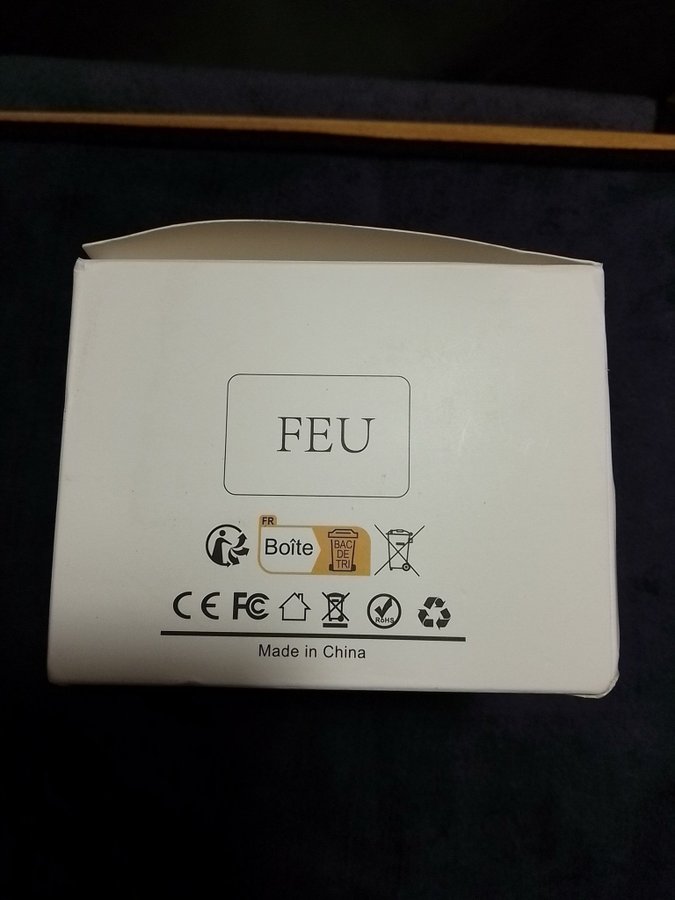 FEU
FR
Boîte
BAC
DE
TRI
CE FC RoHS
Made in China